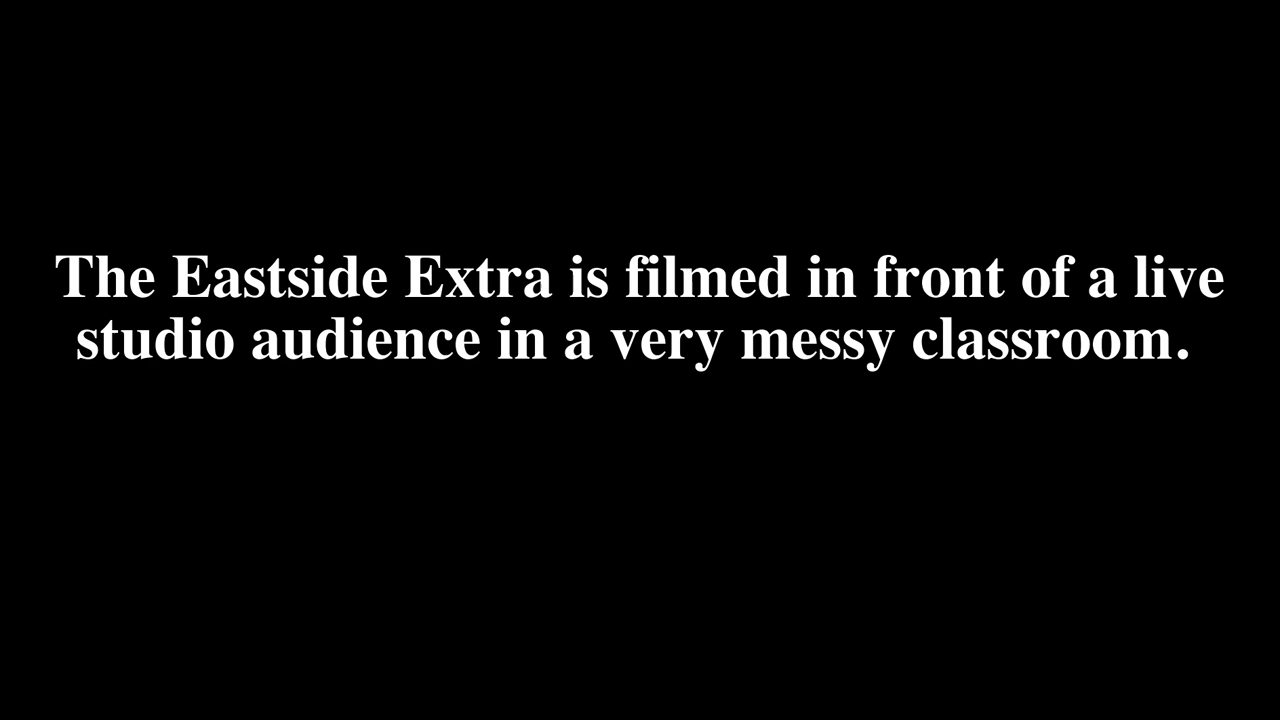 The Eastside Extra is filmed in front of a live
studio audience in a very messy classroom.